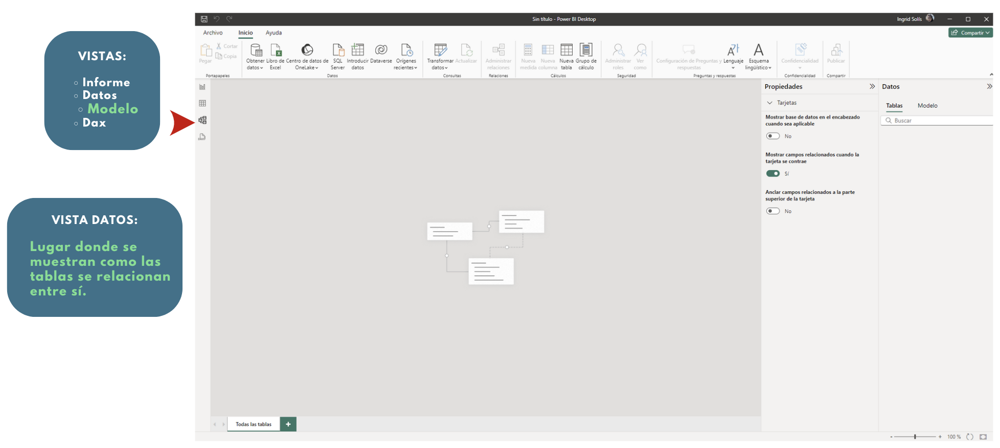 VISTAS:
Informe
Datos
Modelo
Dax
VISTA DATOS:
Lugar donde se
muestran como las
tablas se relacionan
entre sí.
Sin título - Power BI Desktop
Ingrid Solís
Archivo
Inicio
Ayuda
Compartir
Pegar
Cortar
Copia
Portapapeles
Obtener
datos
Libro de
Excel
Centro de datos de
OneLake
SQL
Server
Introducir
datos
Dataverse
Orígenes
recientes
Datos
Transformar
datos
Actualizar
Consultas
Administrar
relaciones
Relaciones
Nueva
medida
Nueva
columna
Nueva
tabla
Grupo de
cálculo
Cálculos
Administrar
roles
Ver
como
Seguridad
Configuración de Preguntas y
respuestas
Lenguaje
Esquema
lingüístico
Preguntas y respuestas
Confidencialidad
Confidencialidad
Publicar
Compartir
Propiedades
Tarjetas
Mostrar base de datos en el encabezado
cuando sea aplicable
No
Mostrar campos relacionados cuando la
tarjeta se contrae
Sí
Anclar campos relacionados a la parte
superior de la tarjeta
No
Datos
Tablas
Modelo
Buscar
Todas las tablas
+
- + 100 %